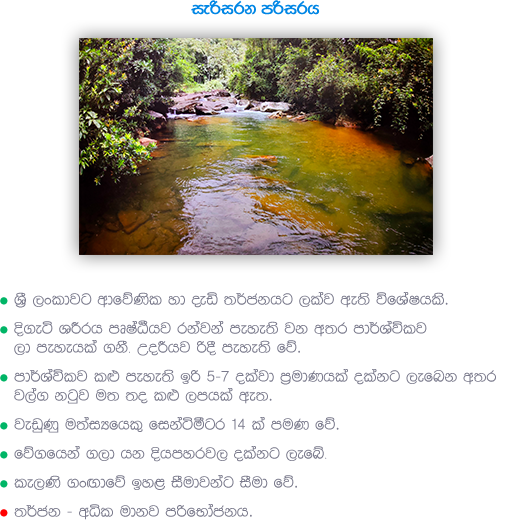 සැරිසරන පරිසරය
ශ්‍රී ලංකාවට ආවේණික හා දැඩි තර්ජනයට ලක්ව ඇති විශේෂයකි.
දිගැටි ශරීරය පෘෂ්ඨීයව රන්වන් පැහැති වන අතර පාර්ශ්විකව
ලා පැහැයක් ගනී. උදරීයව රිදී පැහැති වේ.
පාර්ශ්විකව කළු පැහැති ඉරි 5-7 දක්වා ප්‍රමාණයක් දක්නට ලැබෙන අතර
වල්ග නටුව මත තද කළු ලපයක් ඇත.
වැඩුණු මත්ස්‍යයෙකු සෙන්ටිමීටර 14 ක් පමණ වේ.
වේගයෙන් ගලා යන දියපහරවල දක්නට ලැබේ.
කැලණි ගංඟාවේ ඉහළ සීමාවන්ට සීමා වේ.
තර්ජන - අධික මානව පරිභෝජනය.